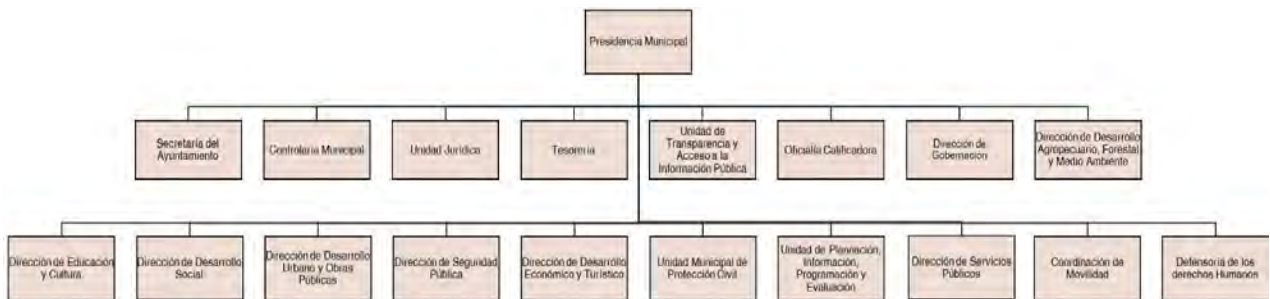 Presidencia Municipal
Secretaría del
Ayuntamiento
Controlaría Municipal
Unidad Jurídica
Tesorería
Unidad de
Transparencia y
Acceso a la
Información Pública
Oficialía Calificadora
Dirección de
Gobernación
Dirección de Desarrollo
Agropecuario, Forestal
y Medio Ambiente
Dirección de Educación
y Cultura
Dirección de Desarrollo
Social
Dirección de Desarrollo
Urbano y Obras
Públicas
Dirección de Seguridad
Pública
Dirección de Desarrollo
Económico y Turístico
Unidad Municipal de
Protección Civil
Unidad de Planeación,
Información,
Programación y
Evaluación
Dirección de Servicios
Públicos
Coordinación de
Movilidad
Defensoría de los
derechos Humanon